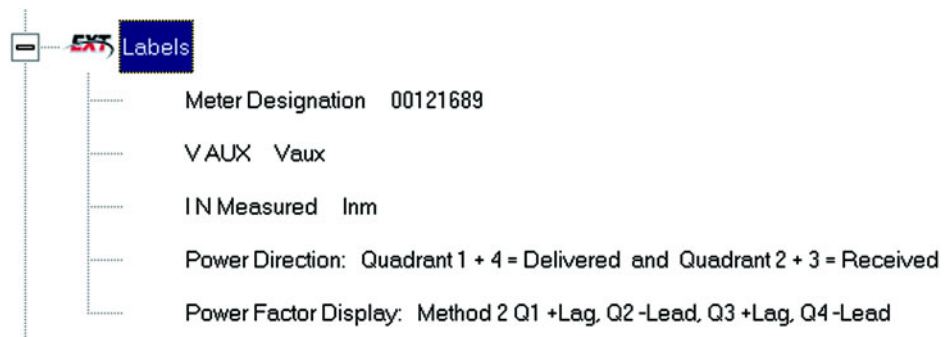 EXT Labels
Meter Designation 00121689
V AUX Vaux
I N Measured Inm
Power Direction: Quadrant 1 + 4 = Delivered and Quadrant 2 + 3 = Received
Power Factor Display: Method 2 Q1 +Lag, Q2 -Lead, Q3 +Lag, Q4 -Lead